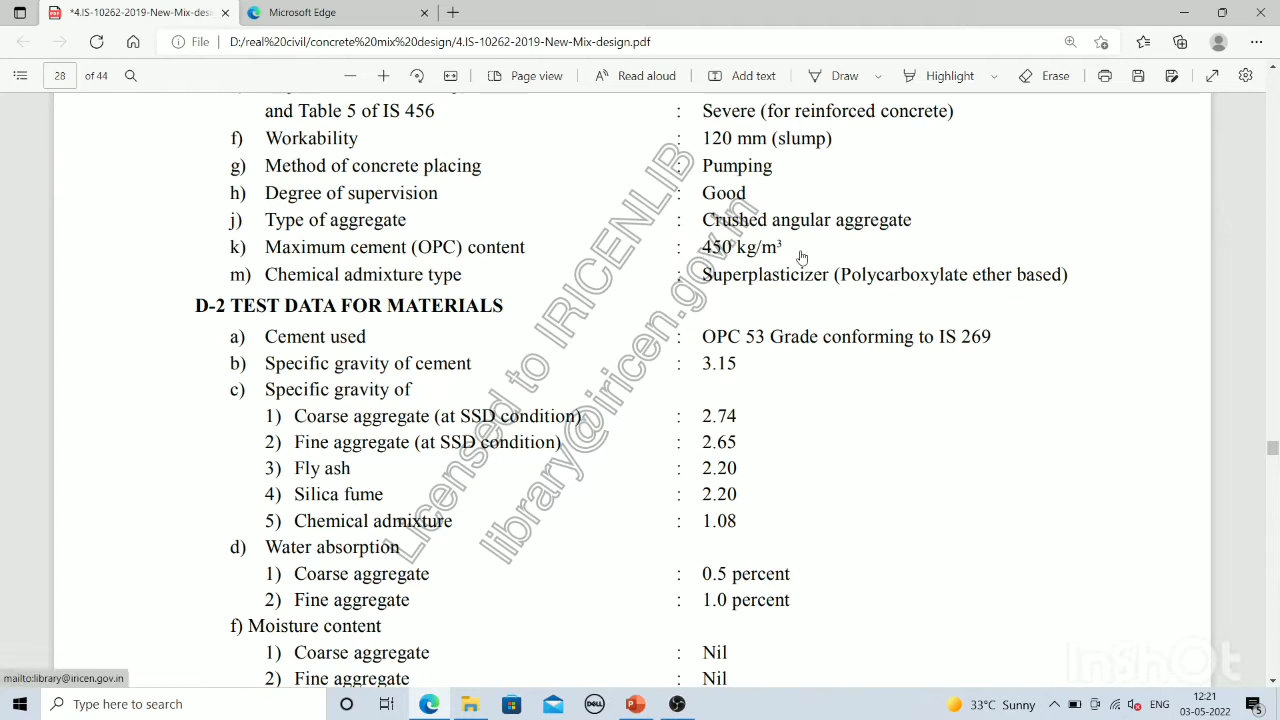 *4.IS-10262-2019-New-Mix-des
Microsoft Edge
File | D:/real%20civil/concrete%20mix%20design/4.IS-10262-2019-New-Mix-design.pdf
28 of 44
Page view
Read aloud
Add text
Draw
Highlight
Erase
and Table 5 of IS 456 : Severe (for reinforced concrete)
f) Workability : 120 mm (slump)
g) Method of concrete placing : Pumping
h) Degree of supervision : Good
j) Type of aggregate : Crushed angular aggregate
k) Maximum cement (OPC) content : 450 kg/m³
m) Chemical admixture type : Superplasticizer (Polycarboxylate ether based)
D-2 TEST DATA FOR MATERIALS
a) Cement used : OPC 53 Grade conforming to IS 269
b) Specific gravity of cement : 3.15
c) Specific gravity of
1) Coarse aggregate (at SSD condition) : 2.74
2) Fine aggregate (at SSD condition) : 2.65
3) Fly ash : 2.20
4) Silica fume : 2.20
5) Chemical admixture : 1.08
d) Water absorption
1) Coarse aggregate : 0.5 percent
2) Fine aggregate : 1.0 percent
f) Moisture content
1) Coarse aggregate : Nil
2) Fine aggregate : Nil
Licensed to IRICENLIB
library@iricen.gov.in
InShOt
mailto:library@iricen.gov.in
Type here to search
DELL
33°C Sunny
ENG
12:21
03-05-2022
5